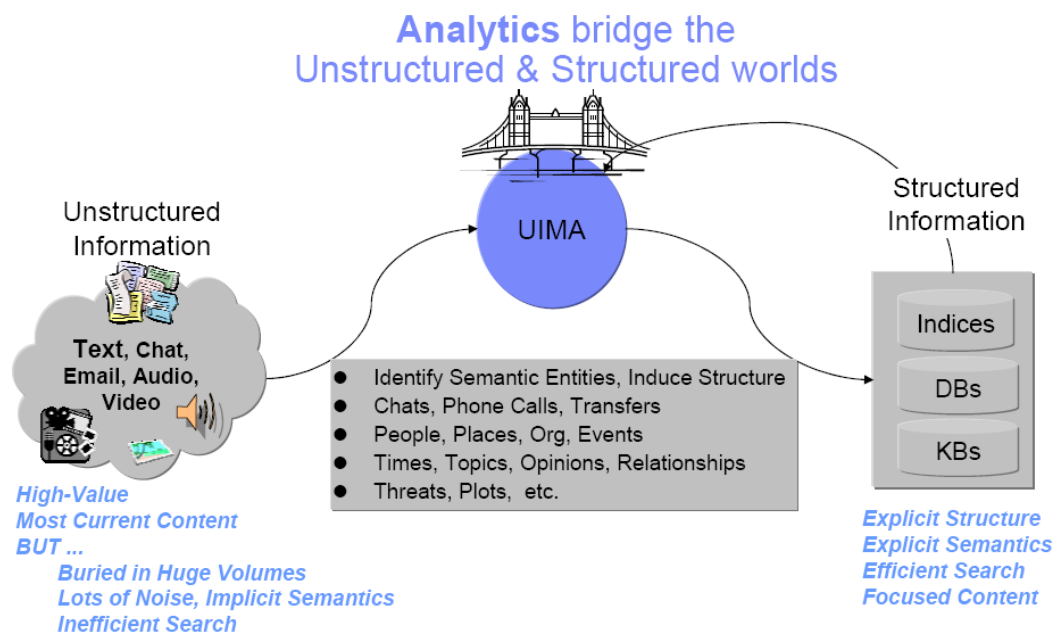 Analytics bridge the
Unstructured & Structured worlds
Unstructured
Information
Text, Chat,
Email, Audio,
Video
High-Value
Most Current Content
BUT ...
Buried in Huge Volumes
Lots of Noise, Implicit Semantics
Inefficient Search
UIMA
● Identify Semantic Entities, Induce Structure
● Chats, Phone Calls, Transfers
● People, Places, Org, Events
● Times, Topics, Opinions, Relationships
● Threats, Plots, etc.
Structured
Information
Indices
DBs
KBs
Explicit Structure
Explicit Semantics
Efficient Search
Focused Content